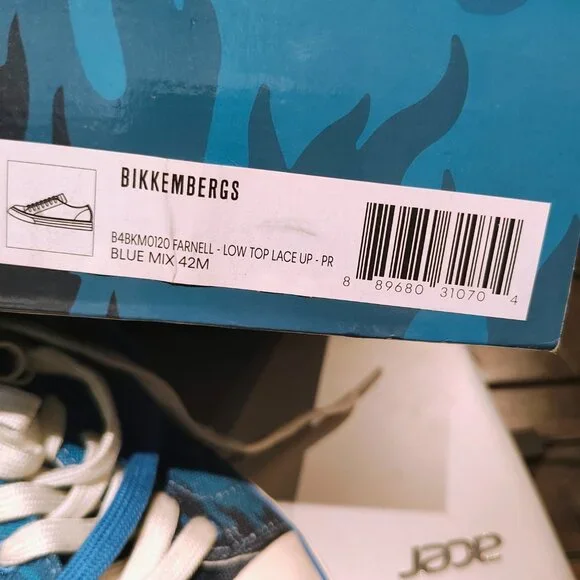 BIKKEMBERGS
B4BKM0120 FARNELL - LOW TOP LACE UP - PR
BLUE MIX 42M
8 89680 31070 4
acer